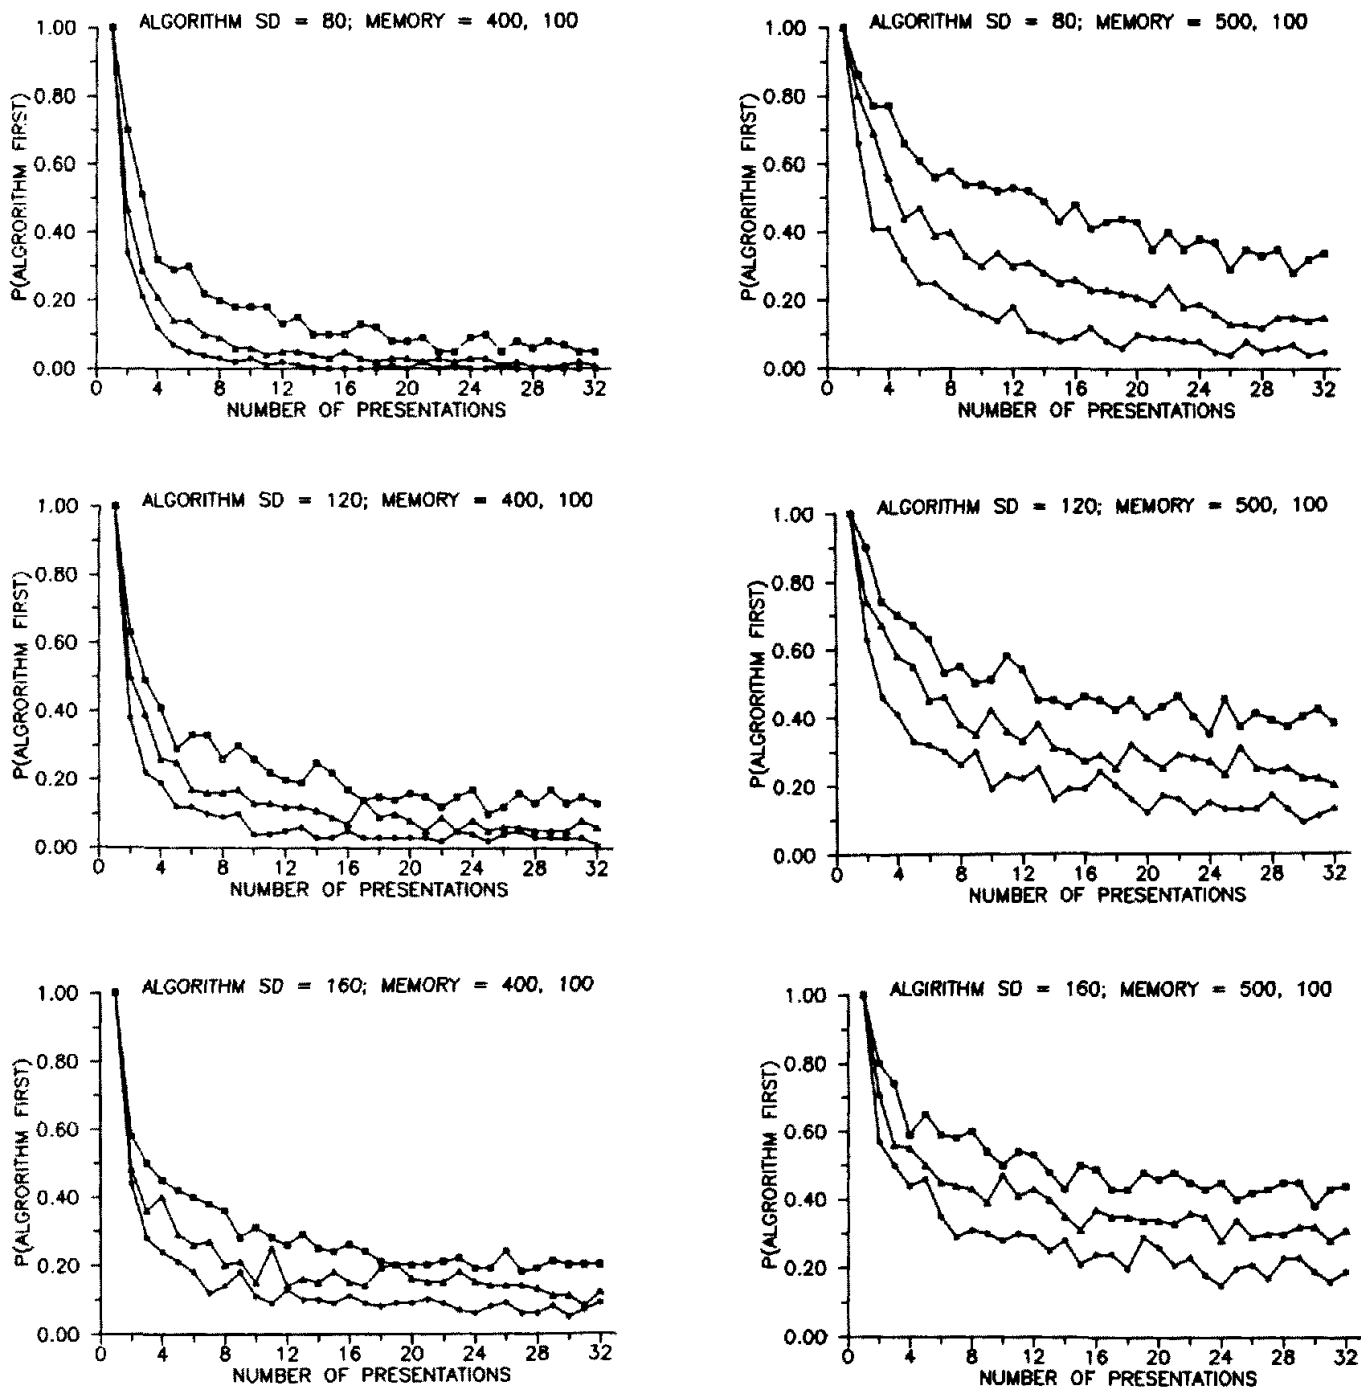 ALGORITHM SD = 80; MEMORY = 400, 100
P(ALGRORITHM FIRST)
1.00
0.80
0.60
0.40
0.20
0.00
0 4 8 12 16 20 24 28 32
NUMBER OF PRESENTATIONS
ALGORITHM SD = 80; MEMORY = 500, 100
P(ALGRORITHM FIRST)
1.00
0.80
0.60
0.40
0.20
0.00
0 4 8 12 16 20 24 28 32
NUMBER OF PRESENTATIONS
ALGORITHM SD = 120; MEMORY = 400, 100
P(ALGRORITHM FIRST)
1.00
0.80
0.60
0.40
0.20
0.00
0 4 8 12 16 20 24 28 32
NUMBER OF PRESENTATIONS
ALGORITHM SD = 120; MEMORY = 500, 100
P(ALGRORITHM FIRST)
1.00
0.80
0.60
0.40
0.20
0.00
0 4 8 12 16 20 24 28 32
NUMBER OF PRESENTATIONS
ALGORITHM SD = 160; MEMORY = 400, 100
P(ALGRORITHM FIRST)
1.00
0.80
0.60
0.40
0.20
0.00
0 4 8 12 16 20 24 28 32
NUMBER OF PRESENTATIONS
ALGIRITHM SD = 160; MEMORY = 500, 100
P(ALGRORITHM FIRST)
1.00
0.80
0.60
0.40
0.20
0.00
0 4 8 12 16 20 24 28 32
NUMBER OF PRESENTATIONS